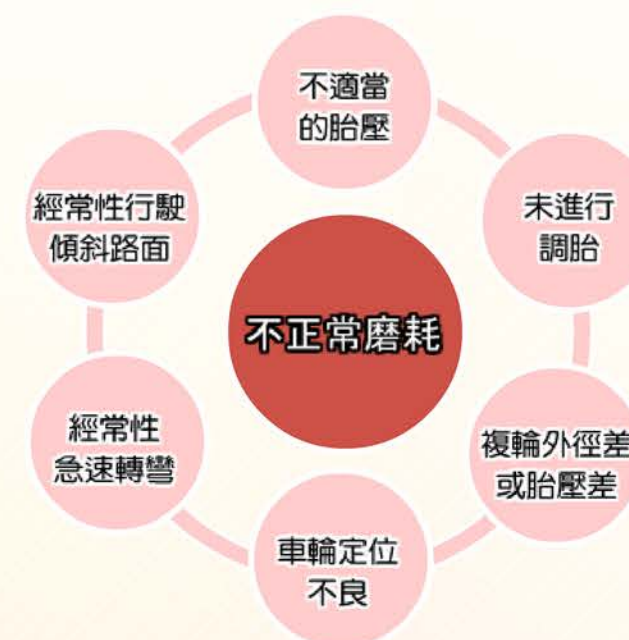 不適當
的胎壓
未進行
調胎
複輪外徑差
或胎壓差
車輪定位
不良
經常性
急速轉彎
經常性行駛
傾斜路面
不正常磨耗